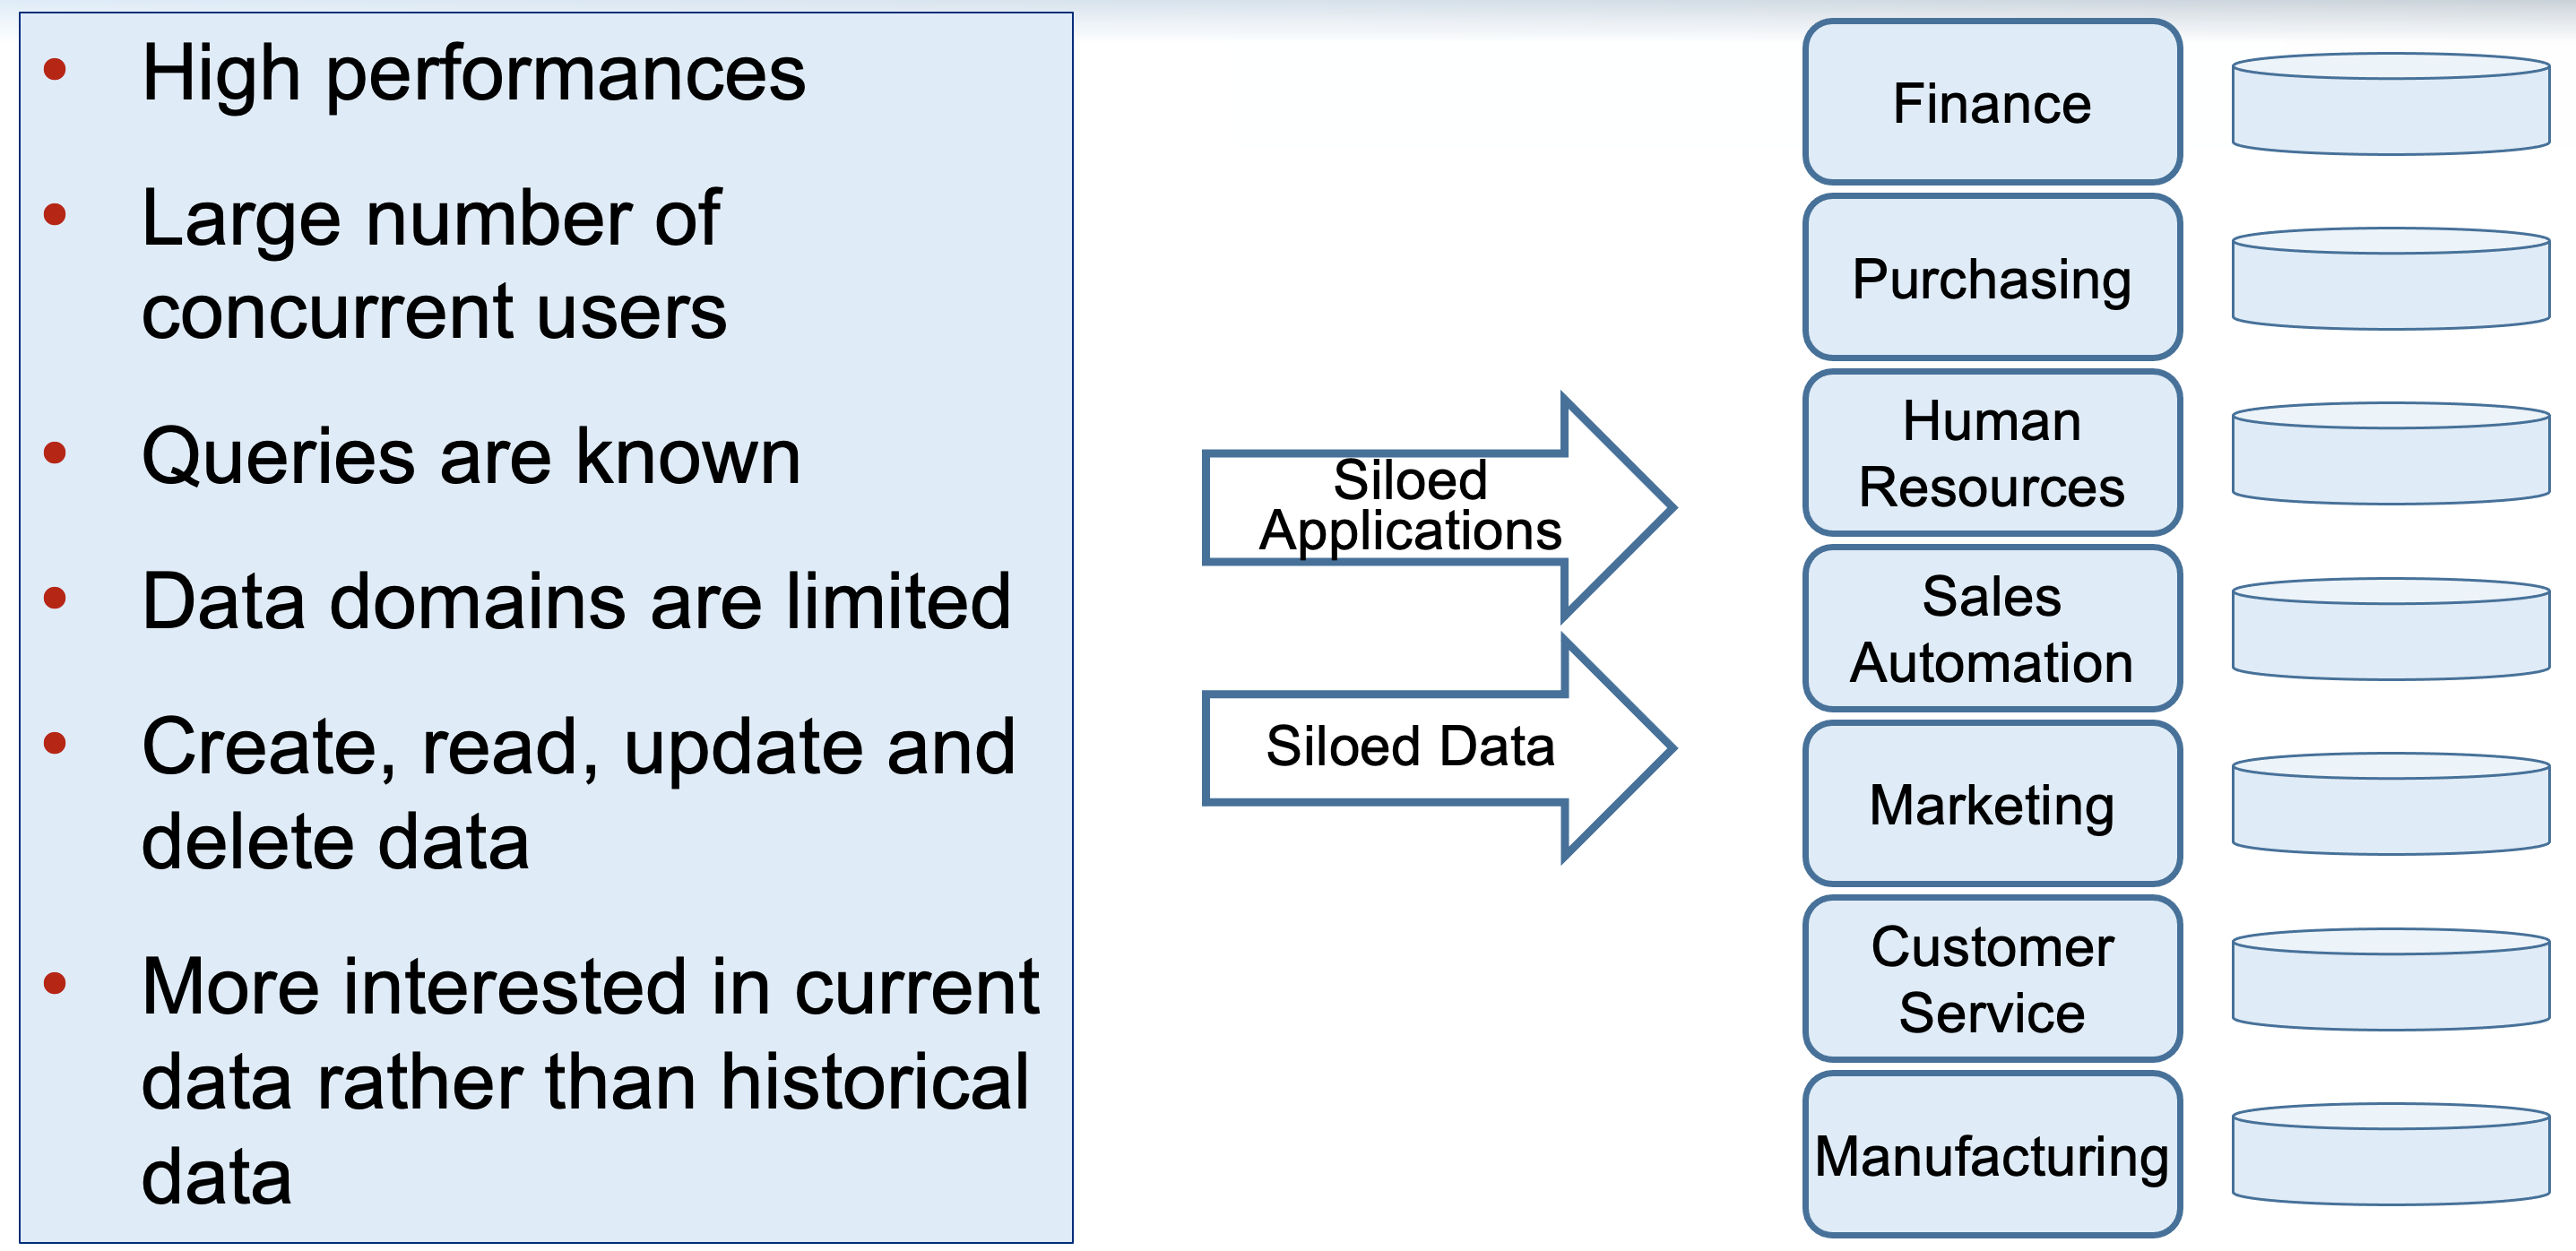 High performances
Large number of
concurrent users
Queries are known
Data domains are limited
Create, read, update and
delete data
More interested in current
data rather than historical
data
Siloed
Applications
Siloed Data
Finance
Purchasing
Human
Resources
Sales
Automation
Marketing
Customer
Service
Manufacturing